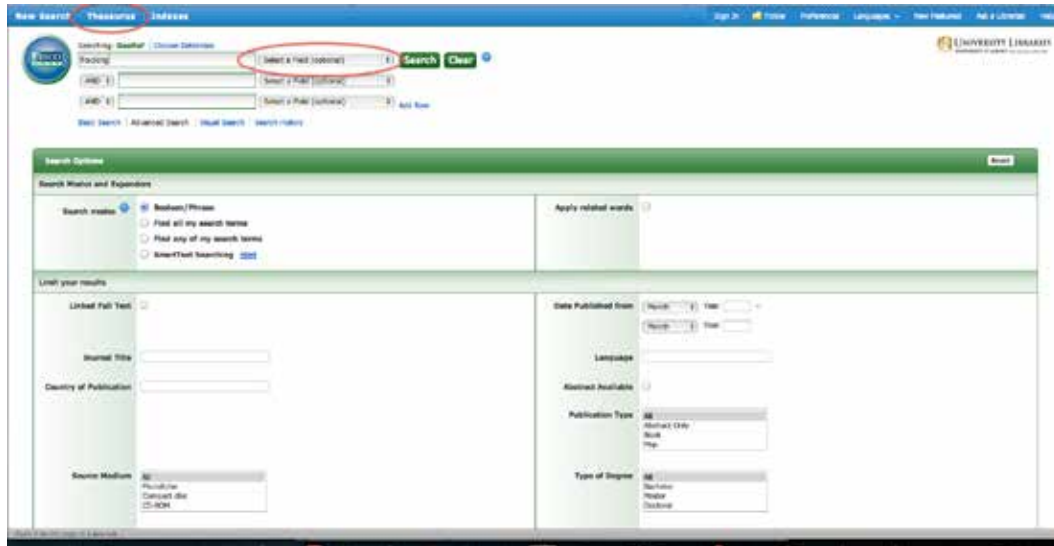 New Search Thesaurus Indexes
Sign In Folder Preferences Languages New Features! Ask a Librarian
Searching: GeoRef Choose Databases
fracking Select a Field (optional) Search Clear
AND Select a Field (optional)
AND Select a Field (optional) Add Row
Basic Search Advanced Search Visual Search Search History
UNIVERSITY LIBRARIES
Search Options
Reset
Search Modes and Expanders
Search modes Boolean/Phrase
Find all my search terms
Find any of my search terms
SmartText Searching Hint
Apply related words
Limit your results
Linked Full Text
Journal Title
Country of Publication
Source Medium All
Microfiche
Compact disc
CD-ROM
Date Published from Month Year
Month Year
Language
Abstract Available
Publication Type All
Abstract Only
Book
Map
Type of Degree All
Bachelor
Master
Doctoral